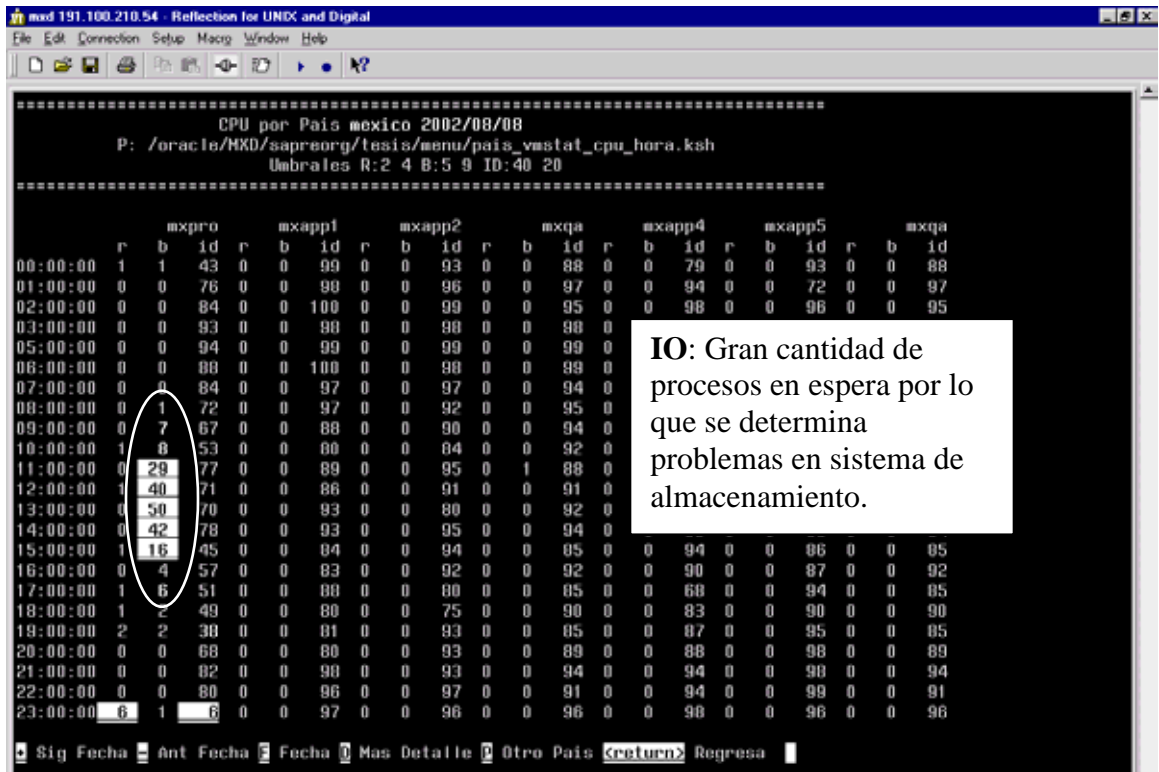 mxd 191.100.210.54 - Reflection for UNIX and Digital
File Edit Connection Setup Macro Window Help
================================================================================
CPU por Pais mexico 2002/08/08
P: /oracle/MXD/sapreorg/tesis/menu/pais_vmstat_cpu_hora.ksh
Umbrales R:2 4 B:5 9 ID:40 20
================================================================================
mxpro mxapp1 mxapp2 mxqa mxapp4 mxapp5 mxqa
r b id r b id r b id r b id r b id r b id r b id
00:00:00 1 1 43 0 0 99 0 0 93 0 0 88 0 0 79 0 0 93 0 0 88
01:00:00 0 0 76 0 0 98 0 0 96 0 0 97 0 0 94 0 0 72 0 0 97
02:00:00 0 0 84 0 0 100 0 0 99 0 0 95 0 0 98 0 0 96 0 0 95
03:00:00 0 0 93 0 0 98 0 0 98 0 0 98 0
05:00:00 0 0 94 0 0 99 0 0 99 0 0 99 0
06:00:00 0 0 88 0 0 100 0 0 98 0 0 99 0
07:00:00 0 0 84 0 0 97 0 0 97 0 0 94 0
08:00:00 0 1 72 0 0 97 0 0 92 0 0 95 0
09:00:00 0 7 67 0 0 88 0 0 90 0 0 94 0
10:00:00 1 8 53 0 0 80 0 0 84 0 0 92 0
11:00:00 0 29 77 0 0 89 0 0 95 0 1 88 0
12:00:00 1 40 71 0 0 86 0 0 91 0 0 91 0
13:00:00 0 50 70 0 0 93 0 0 80 0 0 92 0
14:00:00 0 42 78 0 0 93 0 0 95 0 0 94 0
15:00:00 1 16 45 0 0 84 0 0 94 0 0 85 0 0 94 0 0 86 0 0 85
16:00:00 0 4 57 0 0 83 0 0 92 0 0 92 0 0 90 0 0 87 0 0 92
17:00:00 1 6 51 0 0 88 0 0 80 0 0 85 0 0 68 0 0 94 0 0 85
18:00:00 1 2 49 0 0 80 0 0 75 0 0 90 0 0 83 0 0 90 0 0 90
19:00:00 2 2 38 0 0 81 0 0 93 0 0 85 0 0 87 0 0 95 0 0 85
20:00:00 0 0 68 0 0 80 0 0 93 0 0 89 0 0 88 0 0 98 0 0 89
21:00:00 0 0 82 0 0 98 0 0 93 0 0 94 0 0 94 0 0 98 0 0 94
22:00:00 0 0 80 0 0 96 0 0 97 0 0 91 0 0 94 0 0 99 0 0 91
23:00:00 6 1 6 0 0 97 0 0 96 0 0 96 0 0 98 0 0 96 0 0 96
IO: Gran cantidad de
procesos en espera por lo
que se determina
problemas en sistema de
almacenamiento.
+ Sig Fecha - Ant Fecha F Fecha D Mas Detalle P Otro Pais <return> Regresa